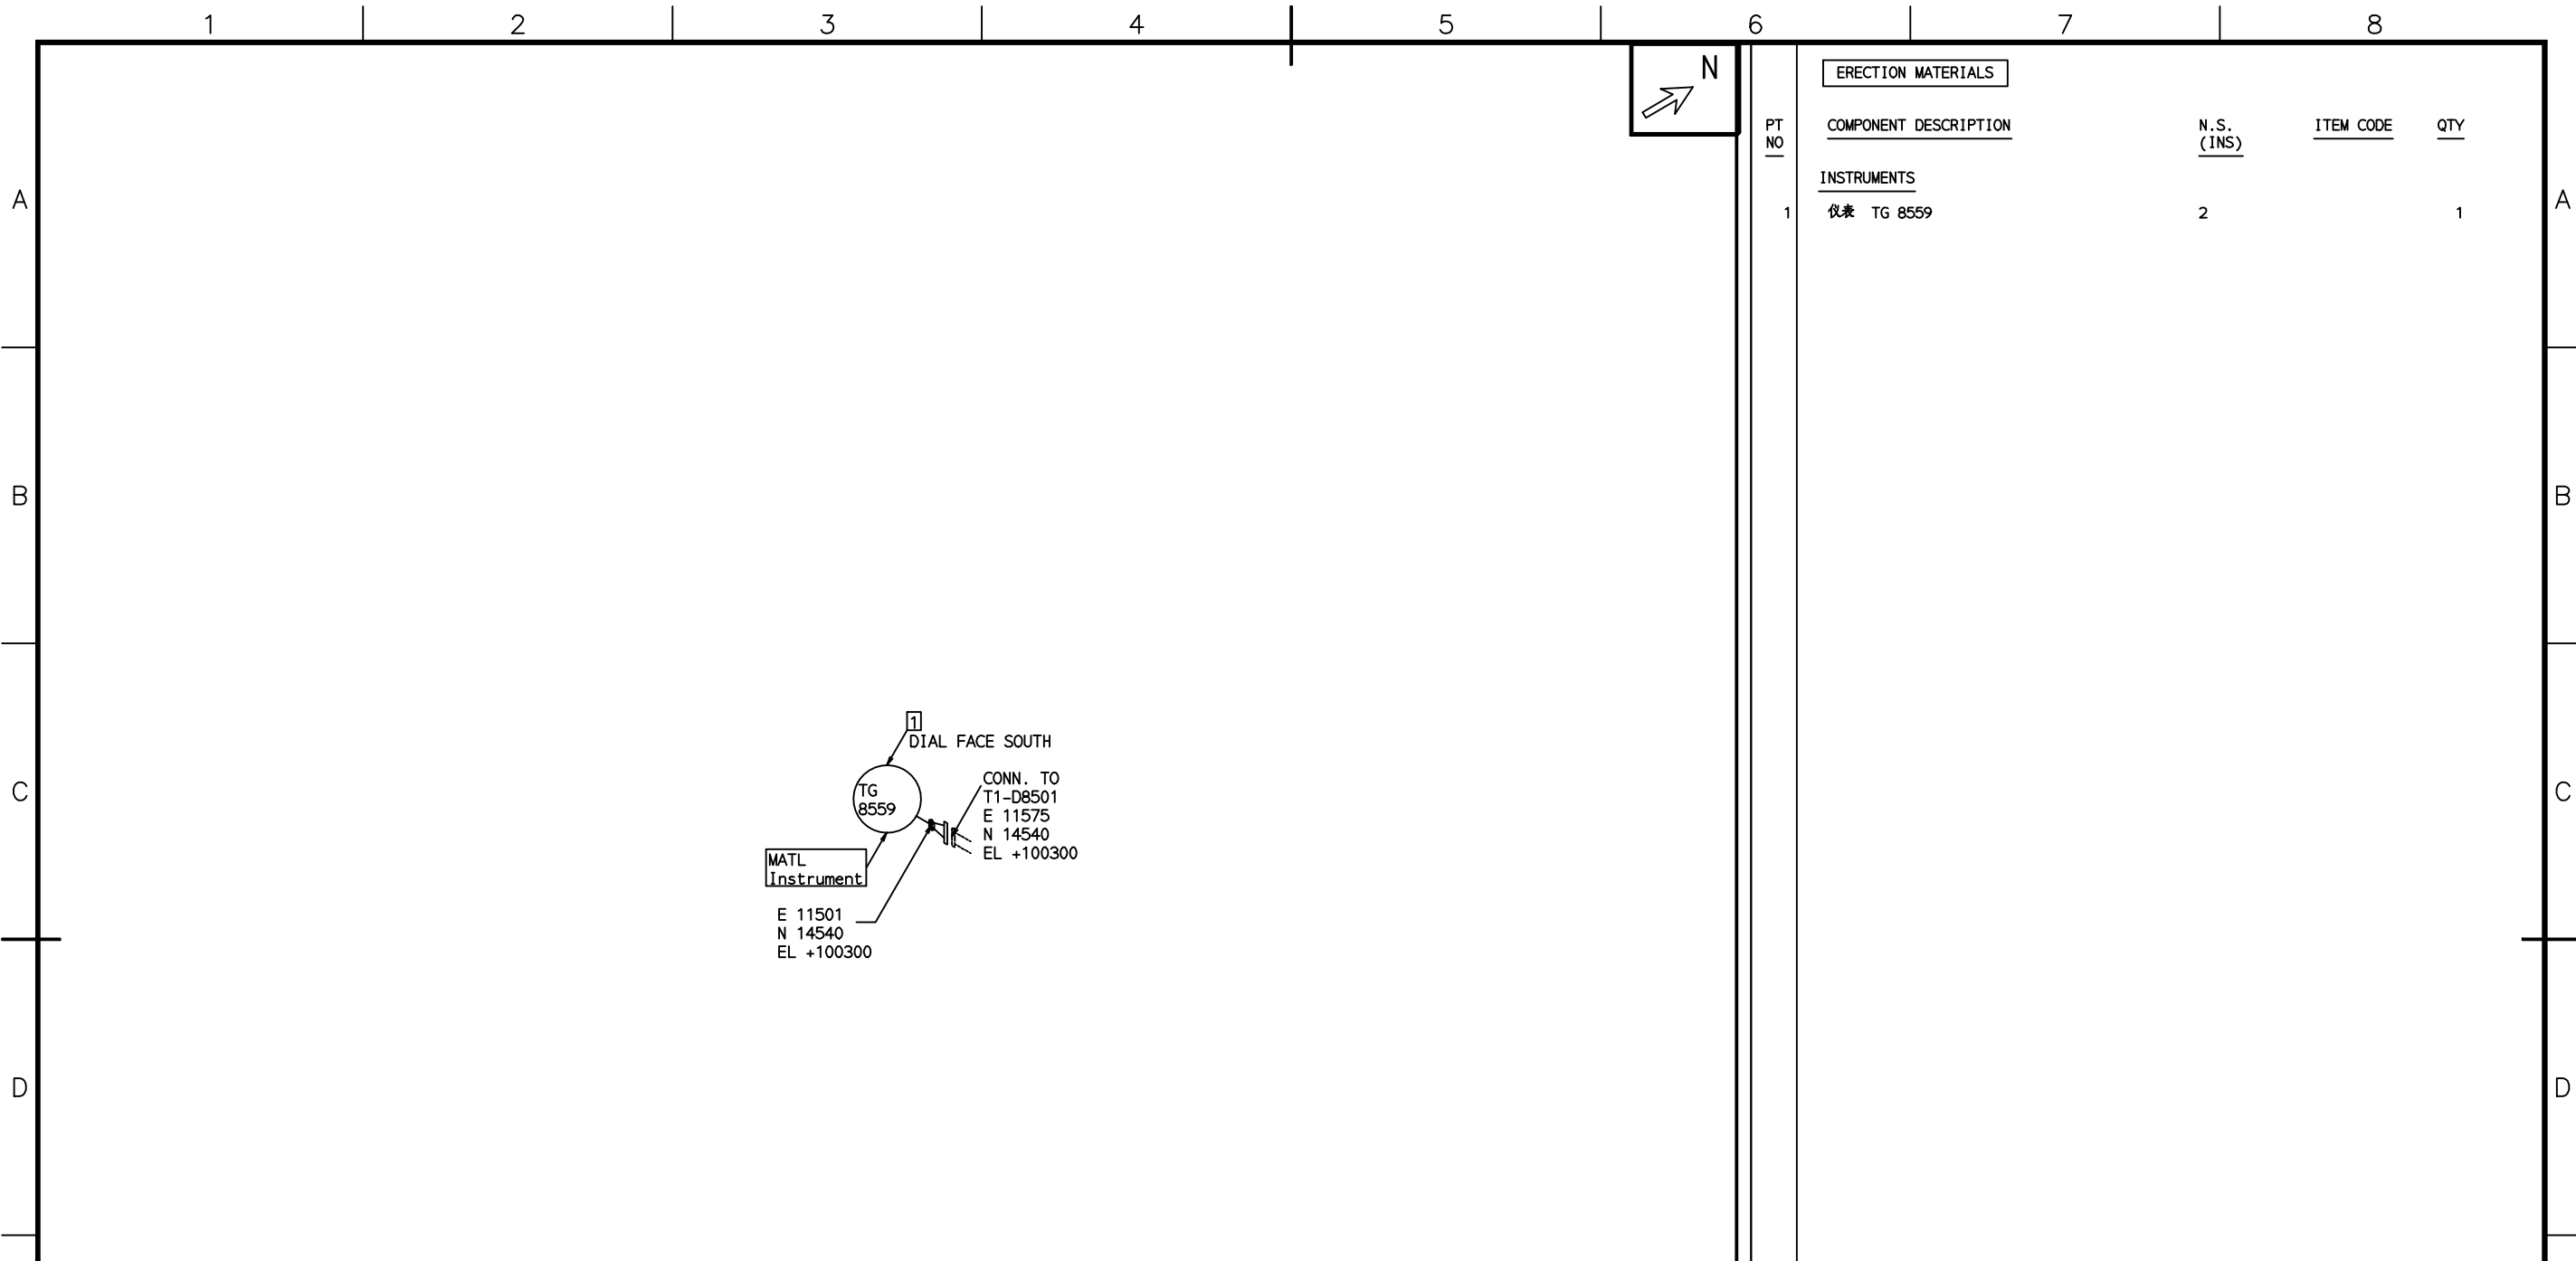 1 2 3 4 5 6 7 8
N
ERECTION MATERIALS
PT NO COMPONENT DESCRIPTION N.S. (INS) ITEM CODE QTY
INSTRUMENTS
1 仪表 TG 8559 2 1
A A
B B
1
DIAL FACE SOUTH
TG
8559
CONN. TO
T1-D8501
E 11575
N 14540
EL +100300
C C
MATL
Instrument
E 11501
N 14540
EL +100300
D D